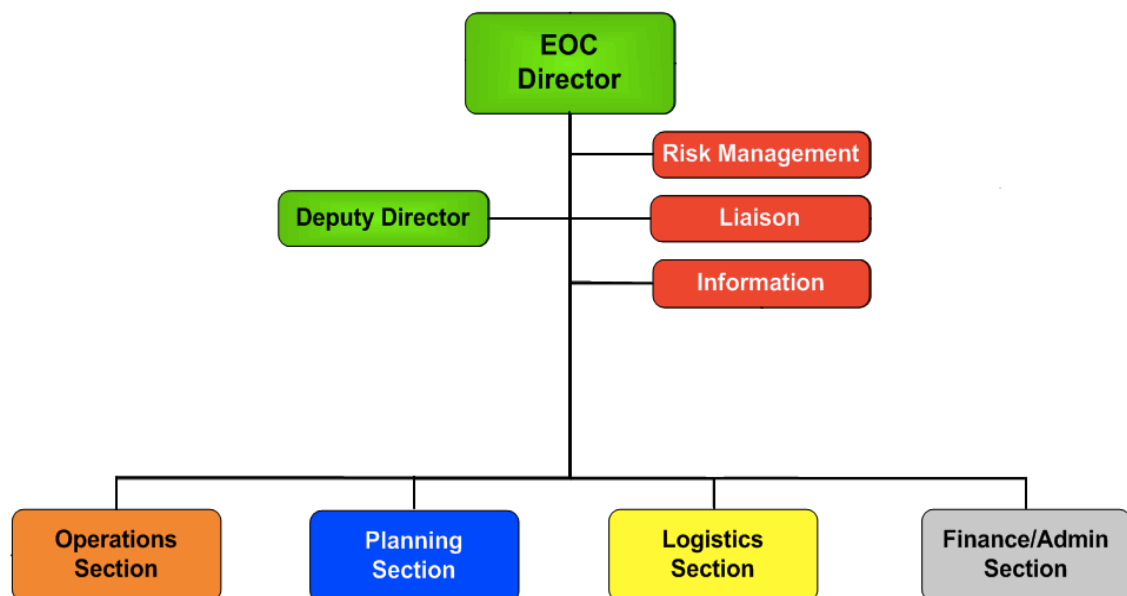 EOC
Director
Risk Management
Deputy Director
Liaison
Information
Operations
Section
Planning
Section
Logistics
Section
Finance/Admin
Section